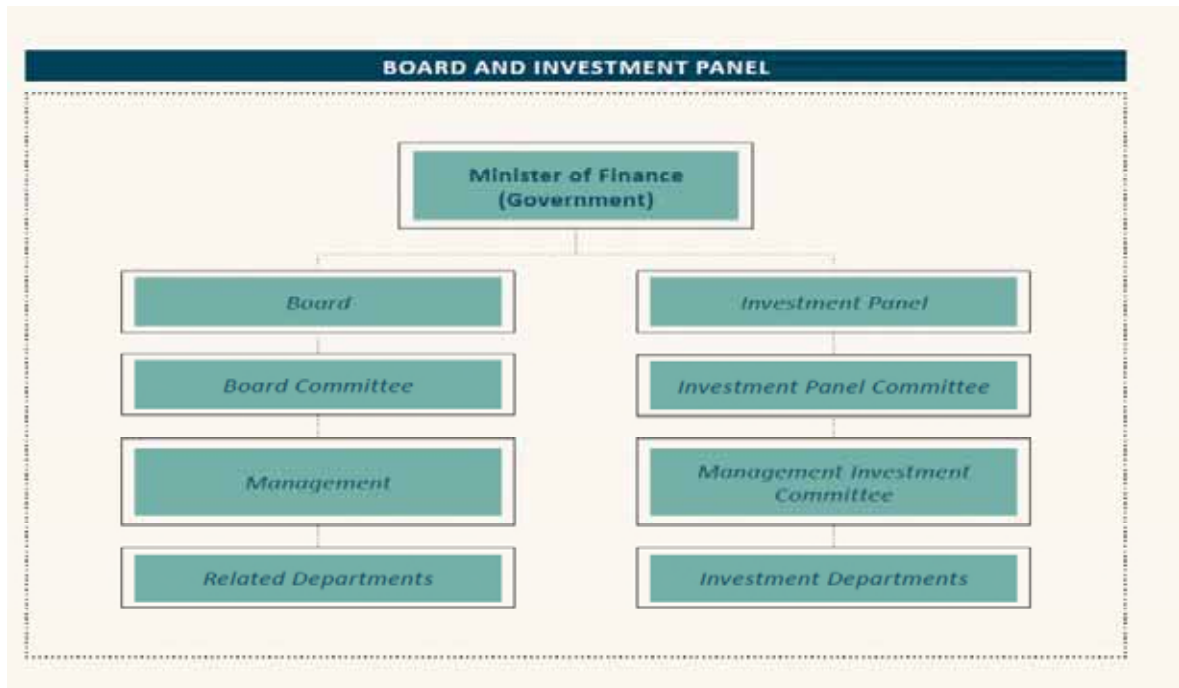 BOARD AND INVESTMENT PANEL
Minister of Finance
(Government)
Board
Investment Panel
Board Committee
Investment Panel Committee
Management
Management Investment
Committee
Related Departments
Investment Departments